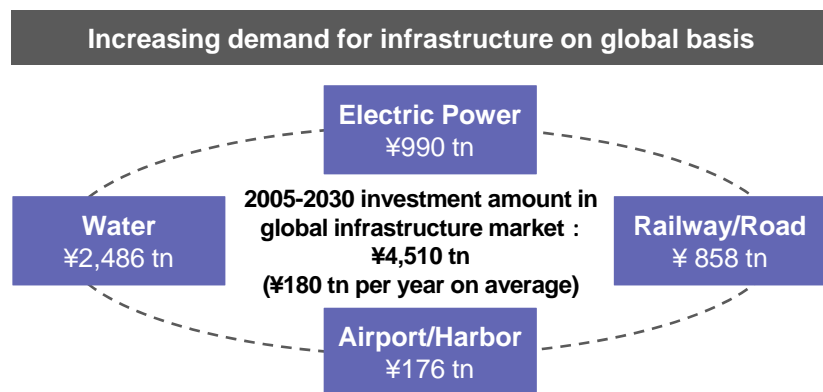 Increasing demand for infrastructure on global basis
Electric Power
¥990 tn
Water
¥2,486 tn
2005-2030 investment amount in
global infrastructure market：
¥4,510 tn
(¥180 tn per year on average)
Railway/Road
¥ 858 tn
Airport/Harbor
¥176 tn